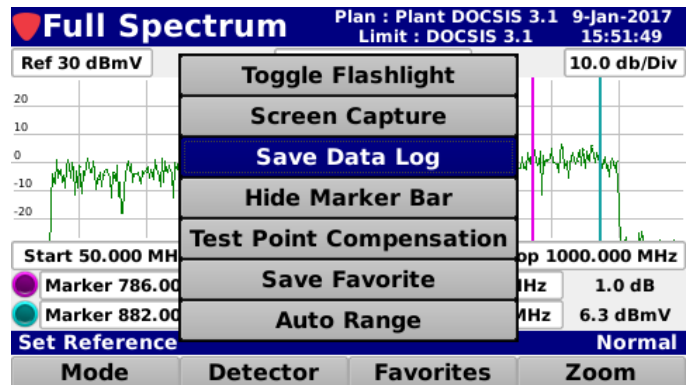 Full Spectrum
Plan : Plant DOCSIS 3.1 9-Jan-2017
Limit : DOCSIS 3.1 15:51:49
Ref 30 dBmV
10.0 db/Div
Toggle Flashlight
Screen Capture
Save Data Log
Hide Marker Bar
Test Point Compensation
Save Favorite
Auto Range
20
10
0
-10
-20
Start 50.000 MH
op 1000.000 MHz
Marker 786.00
Hz
1.0 dB
Marker 882.00
MHz
6.3 dBmV
Set Reference
Normal
Mode
Detector
Favorites
Zoom